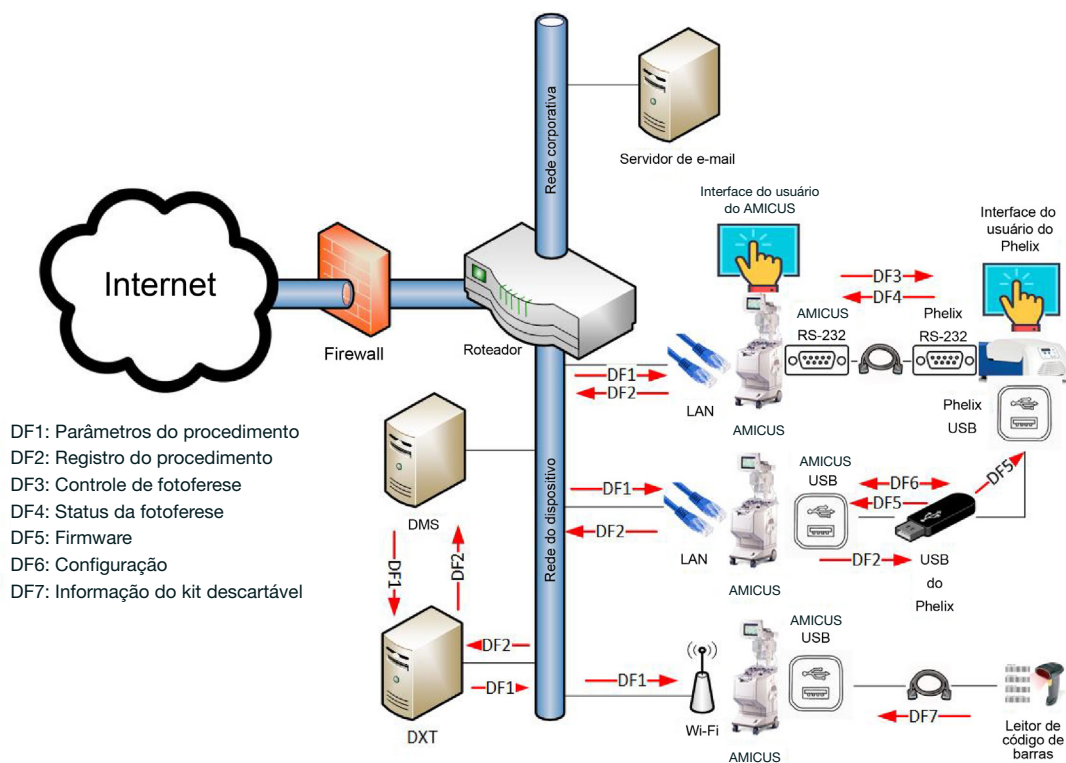 Rede corporativa
Servidor de e-mail
Interface do usuário
do AMICUS
Interface do
usuário do
Phelix
Internet
Firewall
Roteador
DF3
DF4
AMICUS
RS-232
Phelix
RS-232
DF1
DF2
LAN
AMICUS
Phelix
USB
DF1: Parâmetros do procedimento
DF2: Registro do procedimento
DF3: Controle de fotoferese
DF4: Status da fotoferese
DF5: Firmware
DF6: Configuração
DF7: Informação do kit descartável
DMS
DF1
DF2
Rede do dispositivo
DF1
DF2
LAN
AMICUS
AMICUS
USB
DF6
DF5
DF2
DF5
USB
do
Phelix
DF2
DF1
DXT
DF1
Wi-Fi
AMICUS
AMICUS
USB
DF7
Leitor de
código de
barras